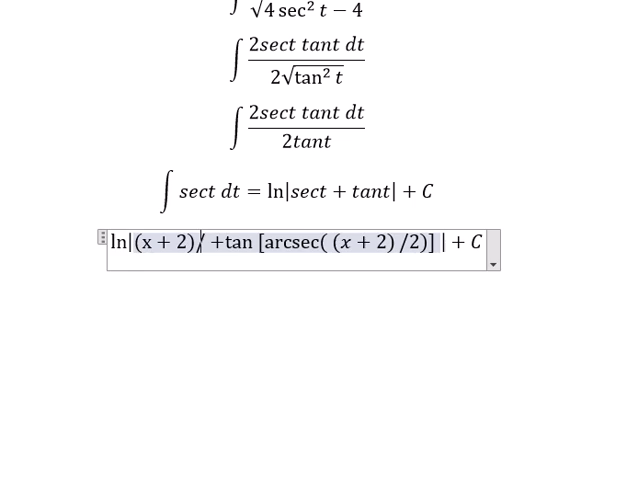 ∫ √4 sec² t − 4
∫ 2sect tant dt / 2√tan² t
∫ 2sect tant dt / 2tant
∫ sect dt = ln|sect + tant| + C
ln|(x + 2)/ +tan [arcsec( (x + 2) /2)] | + C